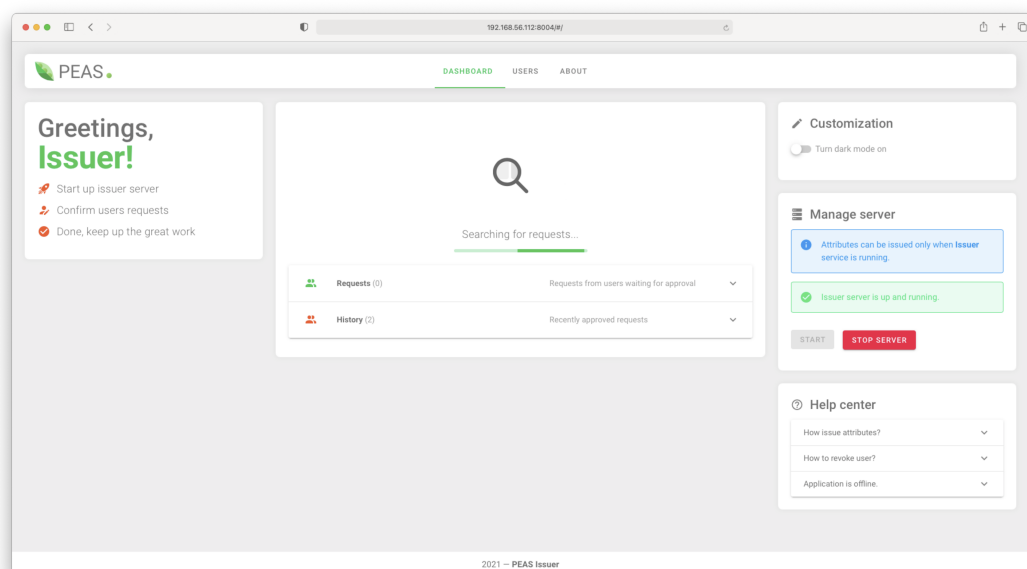 192.168.56.112:8004/#/
PEAS.
DASHBOARD USERS ABOUT
Greetings,
Issuer!
Start up issuer server
Confirm users requests
Done, keep up the great work
Searching for requests...
Requests (0) Requests from users waiting for approval
History (2) Recently approved requests
Customization
Turn dark mode on
Manage server
Attributes can be issued only when Issuer
service is running.
Issuer server is up and running.
START STOP SERVER
Help center
How issue attributes?
How to revoke user?
Application is offline.
2021 — PEAS Issuer